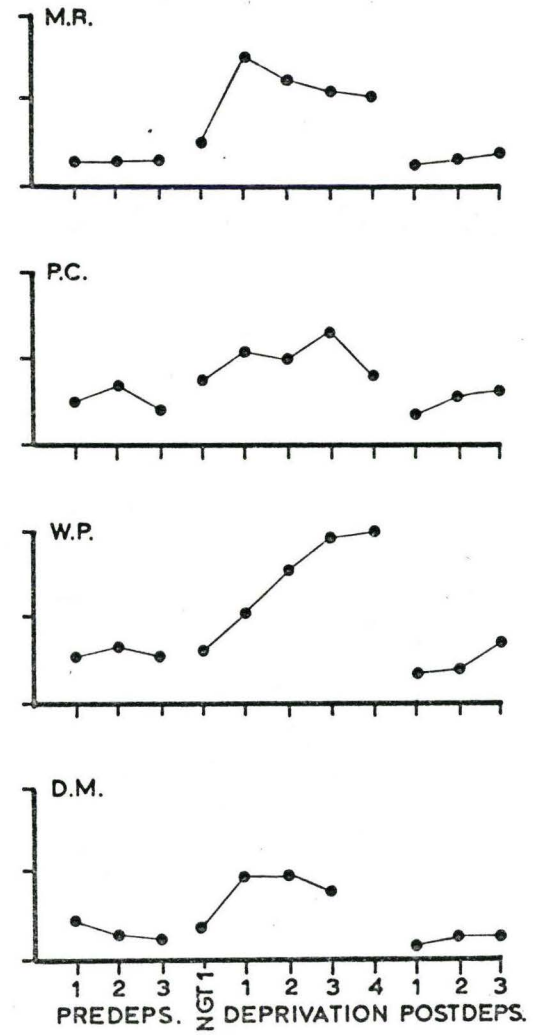 M.R.
P.C.
W.P.
D.M.
1 2 3 NGT 1 1 2 3 4 1 2 3
PREDEPS. DEPRIVATION POSTDEPS.